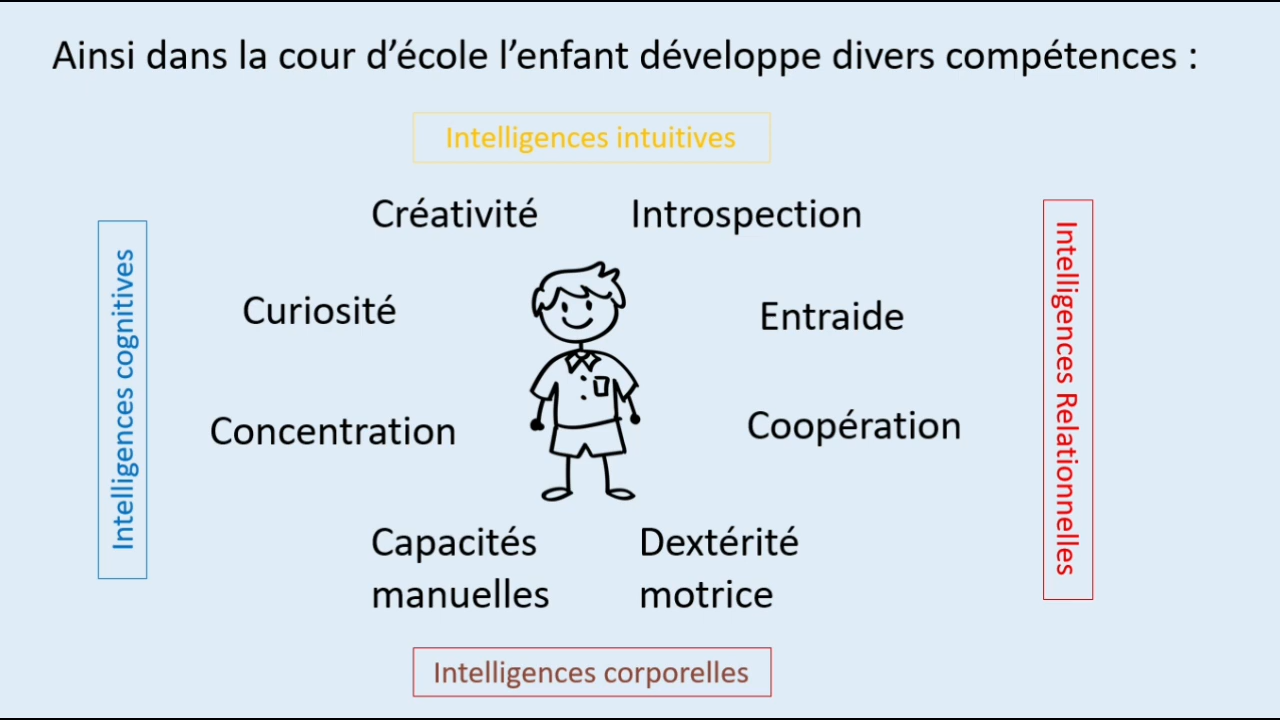 Ainsi dans la cour d’école l’enfant développe divers compétences :
Intelligences intuitives
Créativité
Introspection
Intelligences cognitives
Curiosité
Entraide
Intelligences Relationnelles
Concentration
Coopération
Capacités
manuelles
Dextérité
motrice
Intelligences corporelles